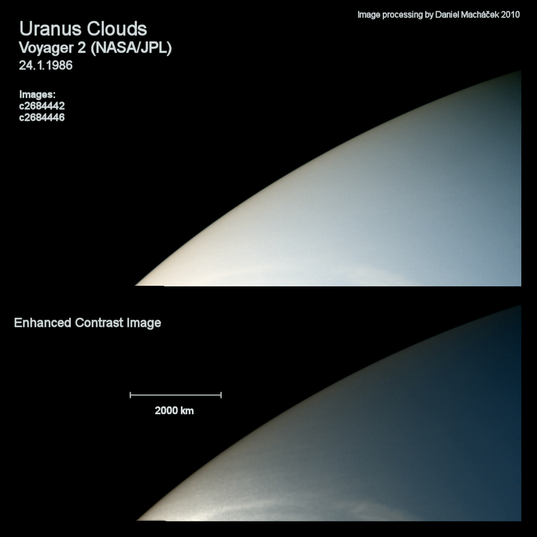 Image processing by Daniel Macháček 2010
Uranus Clouds
Voyager 2 (NASA/JPL)
24.1.1986
Images:
c2684442
c2684446
Enhanced Contrast Image
2000 km